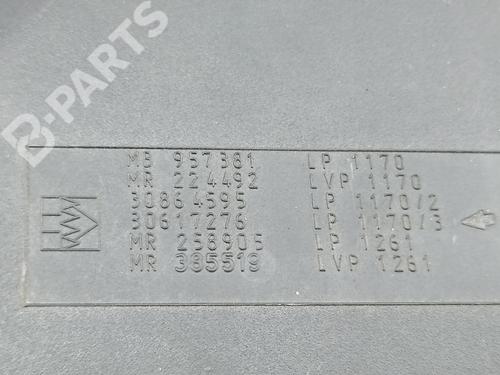 B-PARTS
MB 957381 LP 1170
MR 224492 LVP 1170
30864595 LP 1170/2
30617276 LP 1170/3
MR 258905 LP 1261
MR 385519 LVP 1261